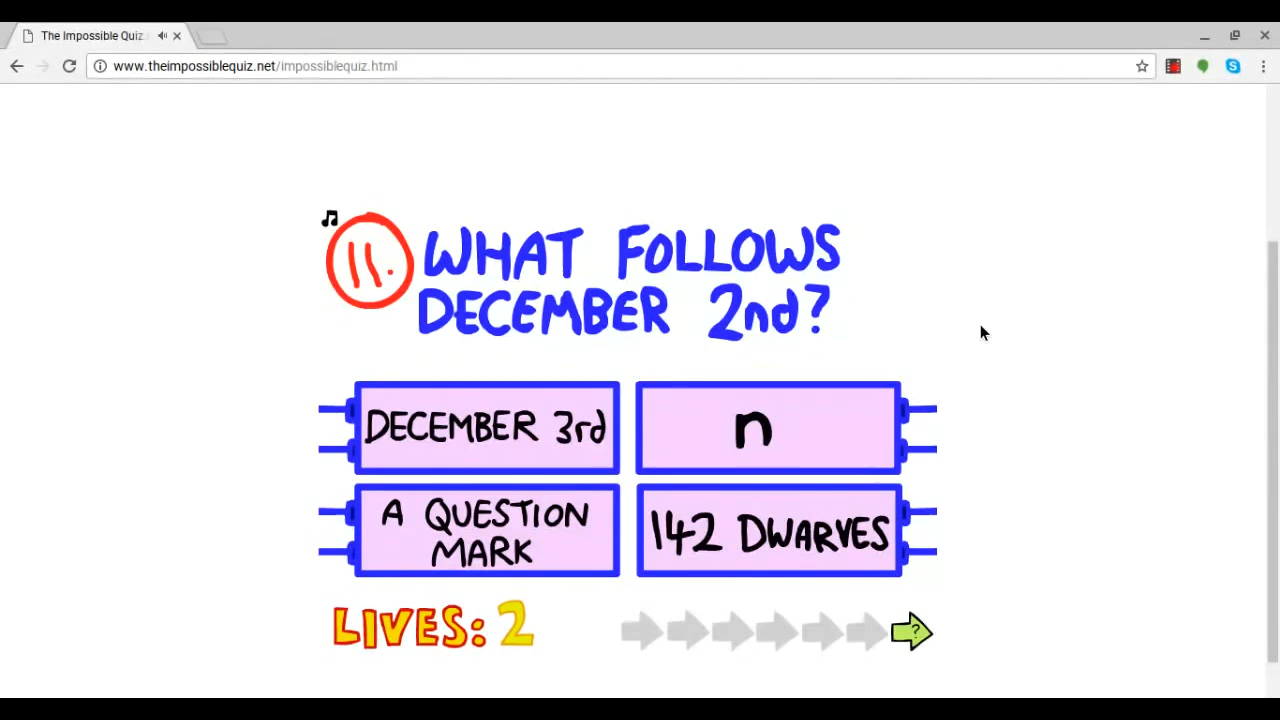 The Impossible Quiz
www.theimpossiblequiz.net/impossiblequiz.html
11. WHAT FOLLOWS
DECEMBER 2nd?
DECEMBER 3rd
n
A QUESTION
MARK
142 DWARVES
LIVES: 2
?